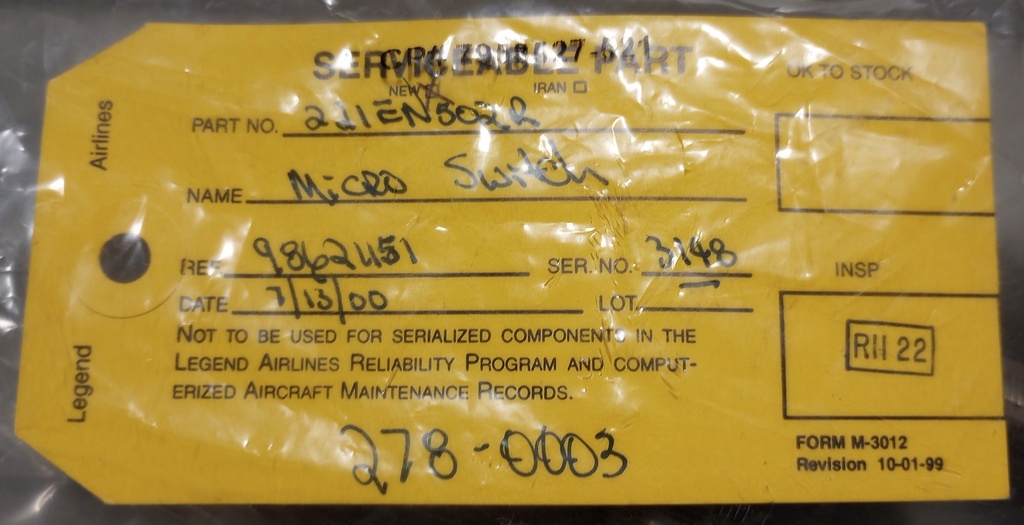 SERVICEABLE PART
NEW IRAN
OK TO STOCK
Airlines
PART NO.
NAME Micro Switch
REF. 98621151
SER. NO. 3148
INSP
DATE 7/13/00
LOT
RII 22
NOT TO BE USED FOR SERIALIZED COMPONENTS IN THE
LEGEND AIRLINES RELIABILITY PROGRAM AND COMPUT-
ERIZED AIRCRAFT MAINTENANCE RECORDS.
Legend
278-0003
FORM M-3012
Revision 10-01-99